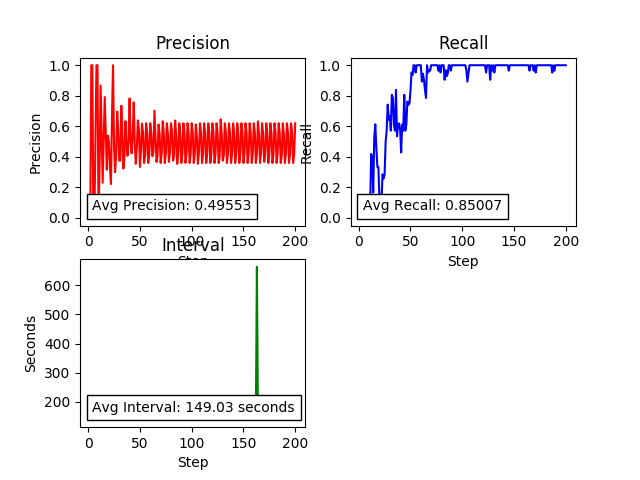 Precision
Recall
1.0
0.8
0.6
0.4
0.2
0.0
Precision
Avg Precision: 0.49553
0
50
100
150
200
Step
1.0
0.8
0.6
0.4
0.2
0.0
Recall
Avg Recall: 0.85007
0
50
100
150
200
Step
Interval
600
500
400
300
200
Seconds
Avg Interval: 149.03 seconds
0
50
100
150
200
Step